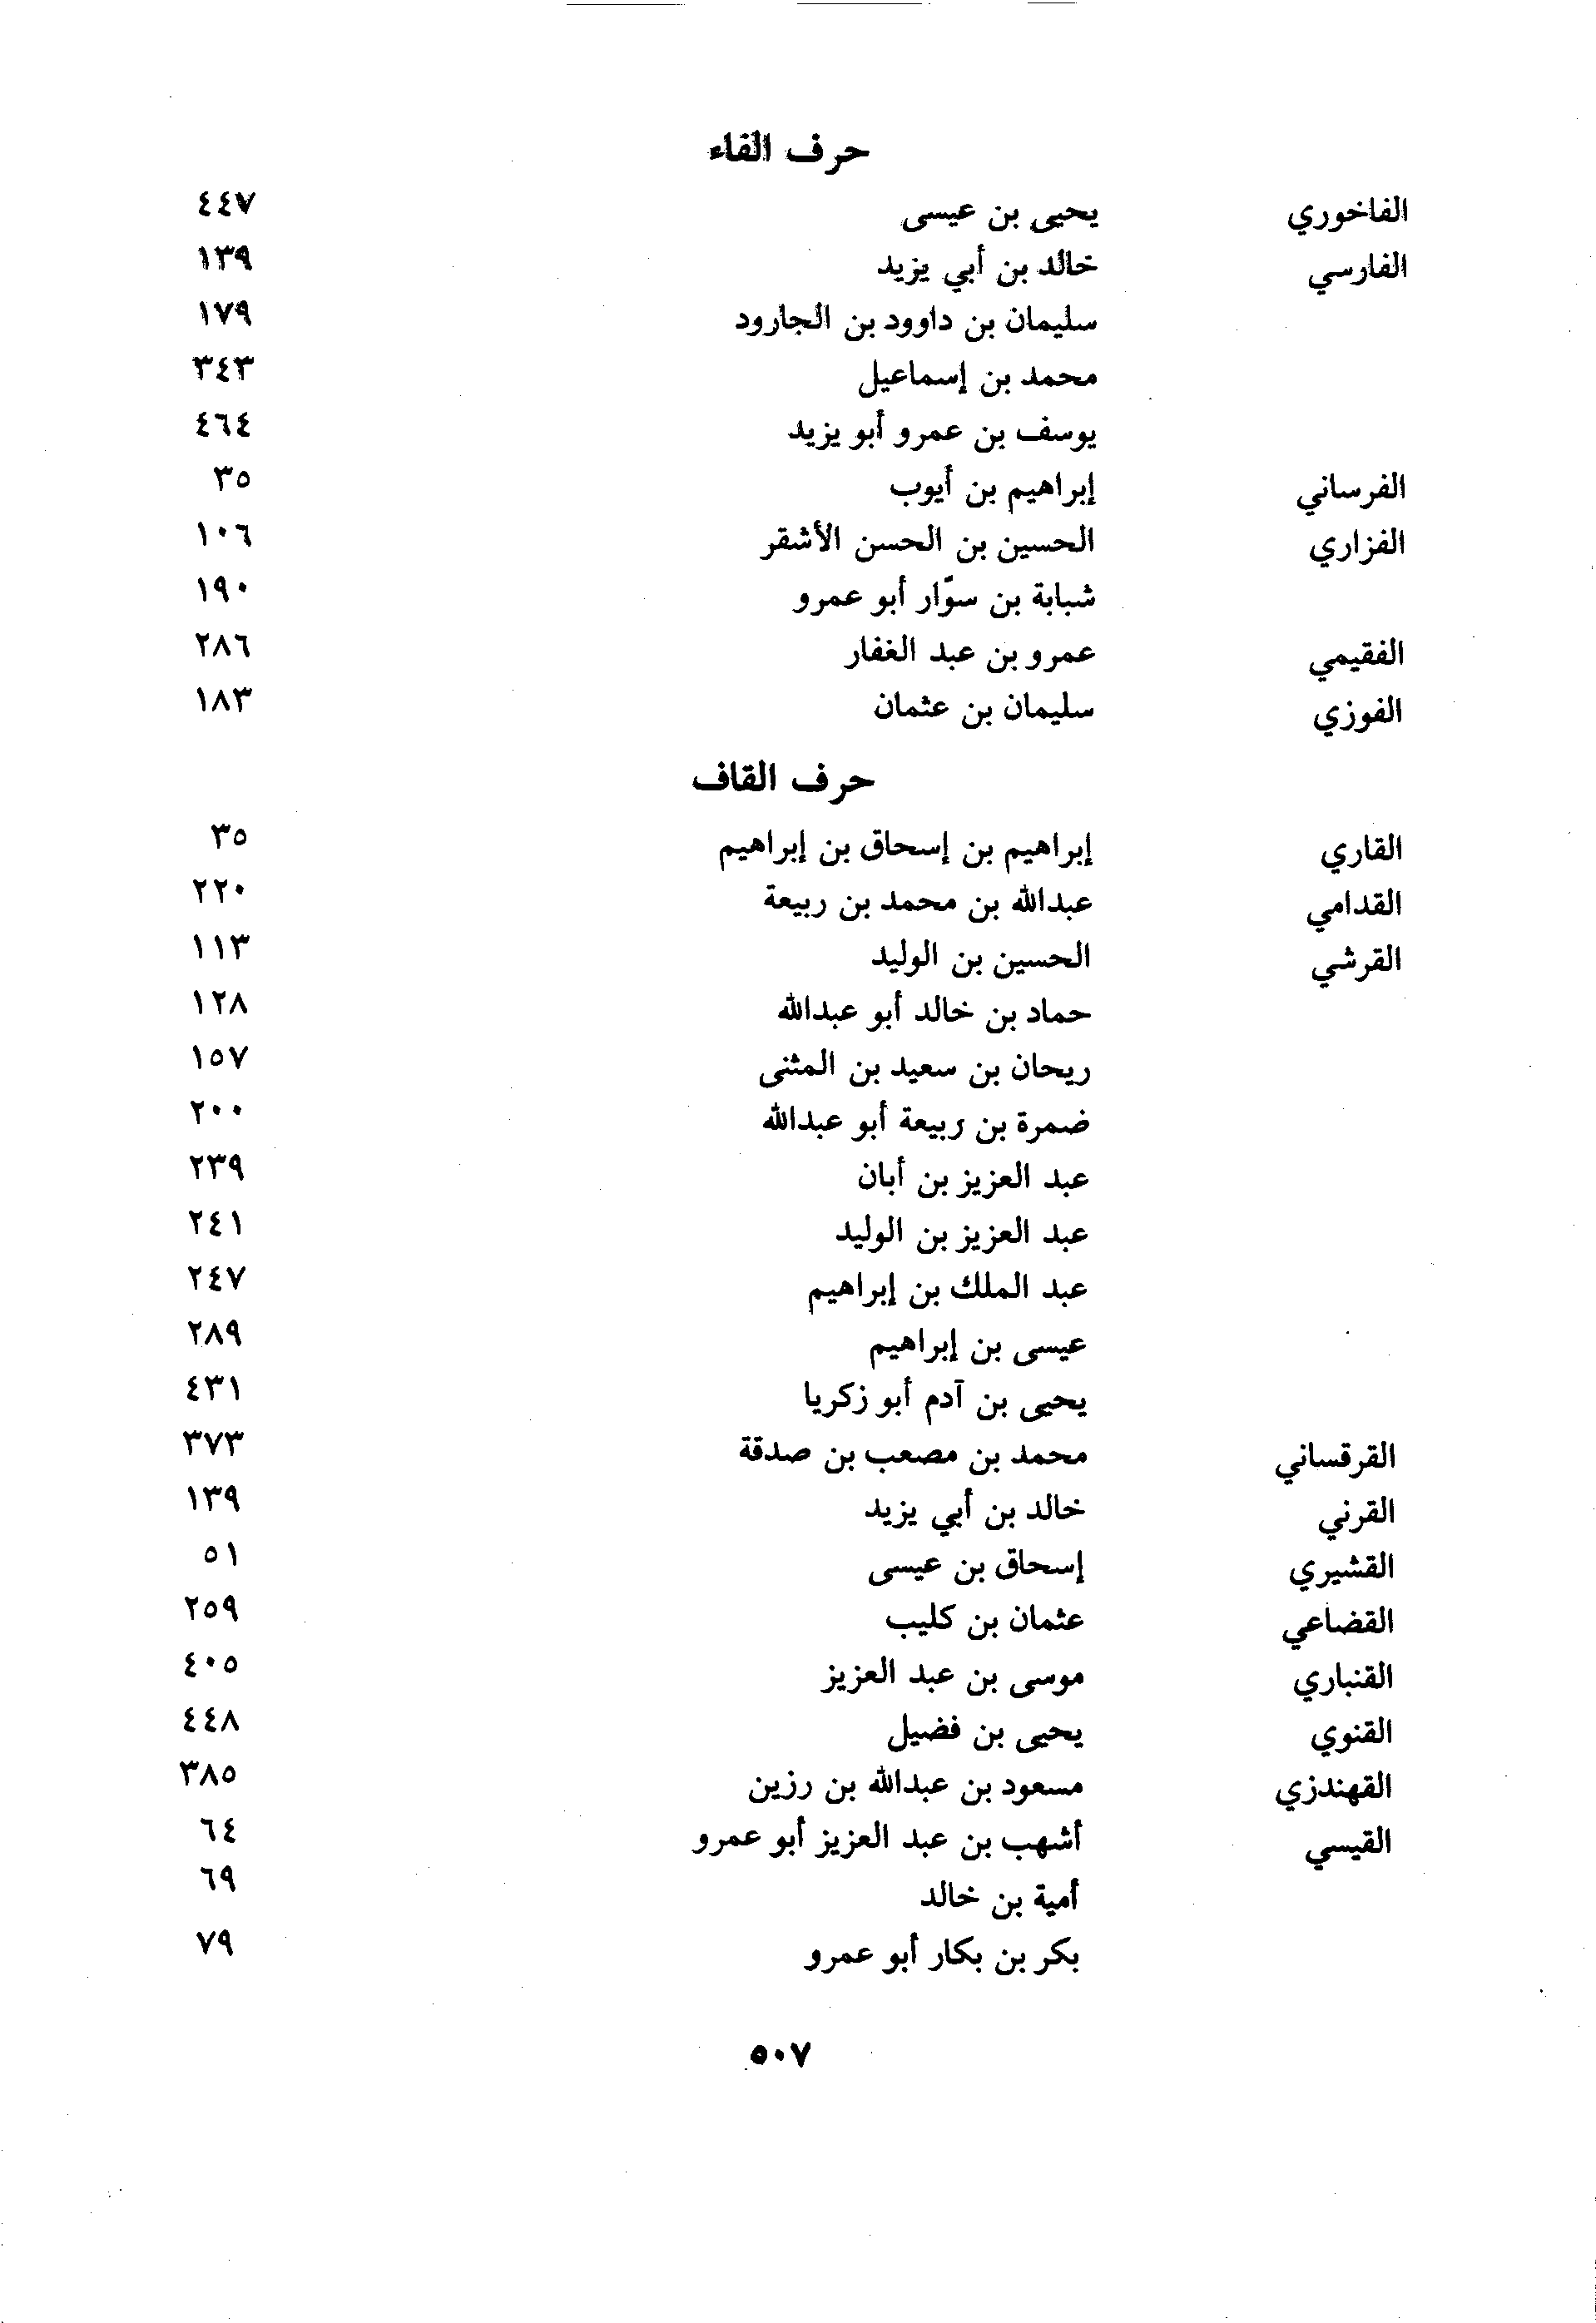 حرف الفاء
الفاخوري يحيى بن عيسى ٤٤٧
الفارسي خالد بن أبي يزيد ١٣٩
سليمان بن داوود بن الجارود ١٧٩
محمد بن إسماعيل ٣٤٣
يوسف بن عمرو أبو يزيد ٤٦٤
الفرساني إبراهيم بن أيوب ٣٥
الفزاري الحسين بن الحسن الأشقر ١٠٦
شبابة بن سوّار أبو عمرو ١٩٠
الفقيمي عمرو بن عبد الغفار ٢٨٦
الفوزي سليمان بن عثمان ١٨٣
حرف القاف
القاري إبراهيم بن إسحاق بن إبراهيم ٣٥
القدامي عبدالله بن محمد بن ربيعة ٢٢٠
القرشي الحسين بن الوليد ١١٣
حماد بن خالد أبو عبدالله ١٢٨
ريحان بن سعيد بن المثنى ١٥٧
ضمرة بن ربيعة أبو عبدالله ٢٠٠
عبد العزيز بن أبان ٢٣٩
عبد العزيز بن الوليد ٢٤١
عبد الملك بن إبراهيم ٢٤٧
عيسى بن إبراهيم ٢٨٩
يحيى بن آدم أبو زكريا ٤٣١
القرقساني محمد بن مصعب بن صدقة ٣٧٣
القرني خالد بن أبي يزيد ١٣٩
القشيري إسحاق بن عيسى ٥١
القضاعي عثمان بن كليب ٢٥٩
القنباري موسى بن عبد العزيز ٤٠٥
القنوي يحيى بن فضيل ٤٤٨
القهندزي مسعود بن عبدالله بن رزين ٣٨٥
القيسي أشهب بن عبد العزيز أبو عمرو ٦٤
أمية بن خالد ٦٩
بكر بن بكار أبو عمرو ٧٩
٥٠٧